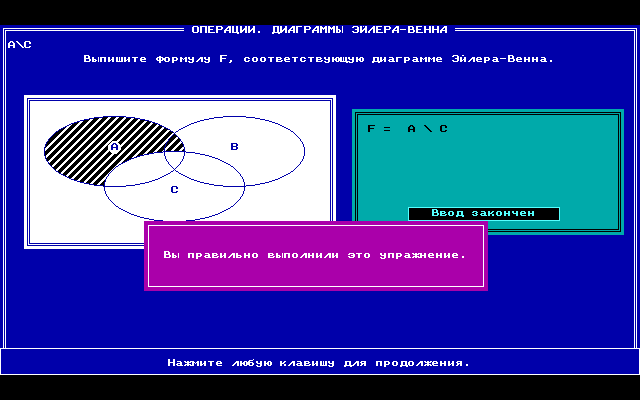 ОПЕРАЦИИ. ДИАГРАММЫ ЭЙЛЕРА-ВЕННА
A\C
Выпишите формулу F, соответствующую диаграмме Эйлера-Венна.
A
B
C
F = A \ C
Ввод закончен
Вы правильно выполнили это упражнение.
Нажмите любую клавишу для продолжения.